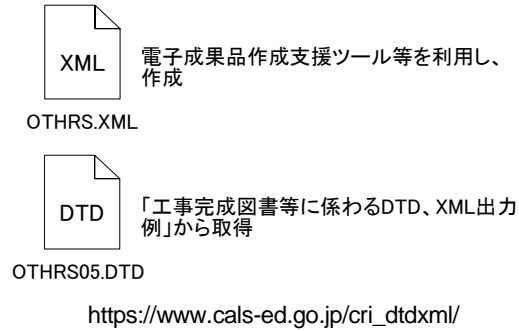 XML
電子成果品作成支援ツール等を利用し、
作成
OTHRS.XML
DTD
「工事完成図書等に係わるDTD、XML出力
例」から取得
OTHRS05.DTD
https://www.cals-ed.go.jp/cri_dtdxml/